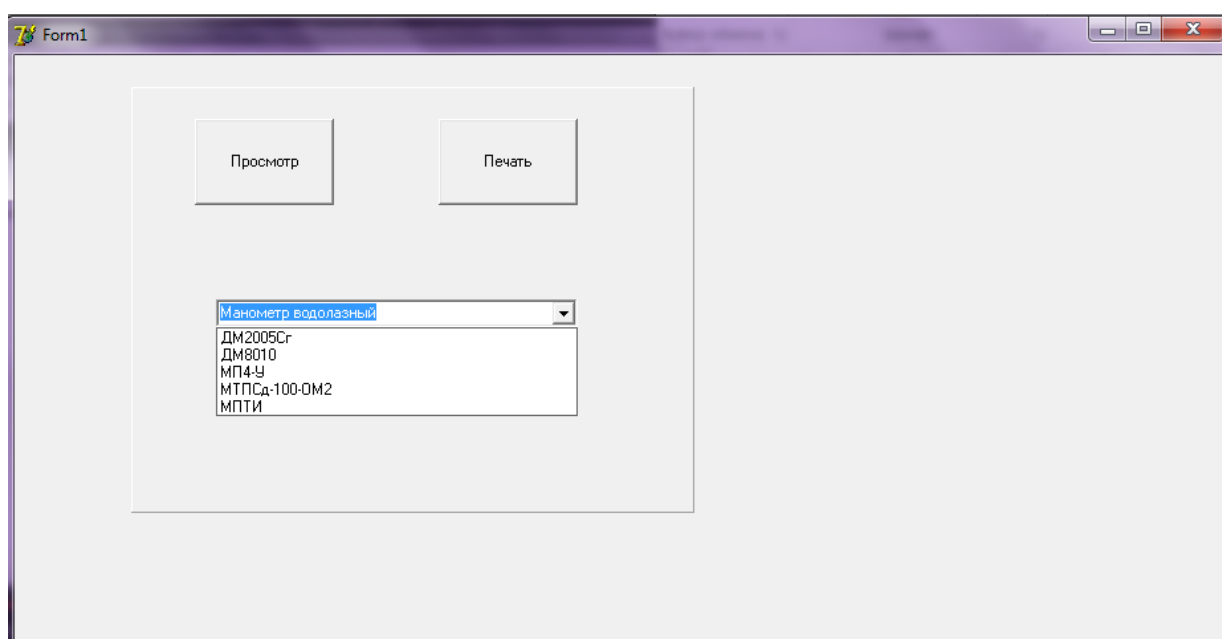 Form1
Просмотр
Печать
Манометр водолазный
ДМ2005Сг
ДМ8010
МП4-У
МТПСд-100-ОМ2
МПТИ